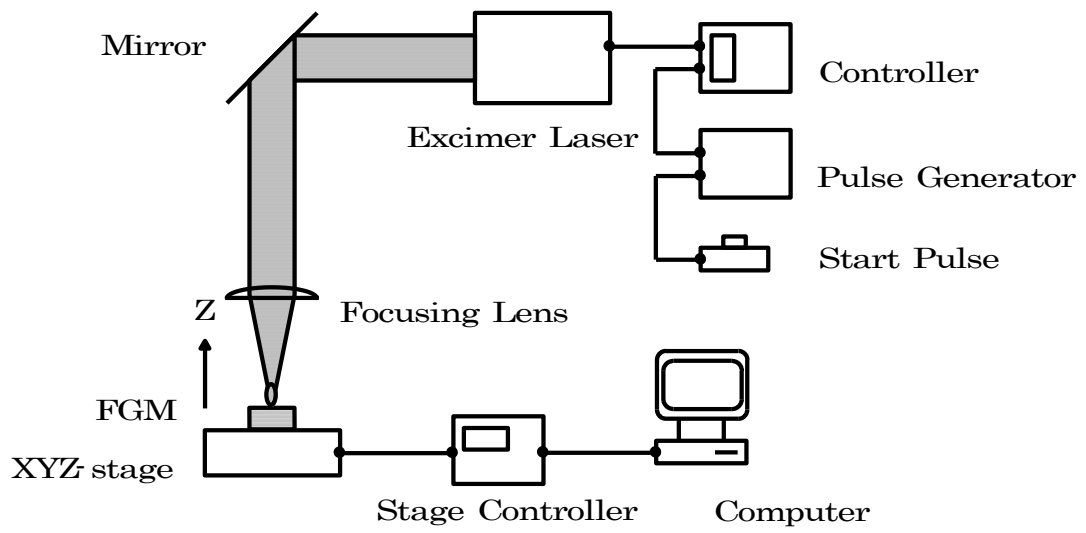 Mirror
Controller
Excimer Laser
Pulse Generator
Start Pulse
Z
Focusing Lens
FGM
XYZ-stage
Stage Controller
Computer